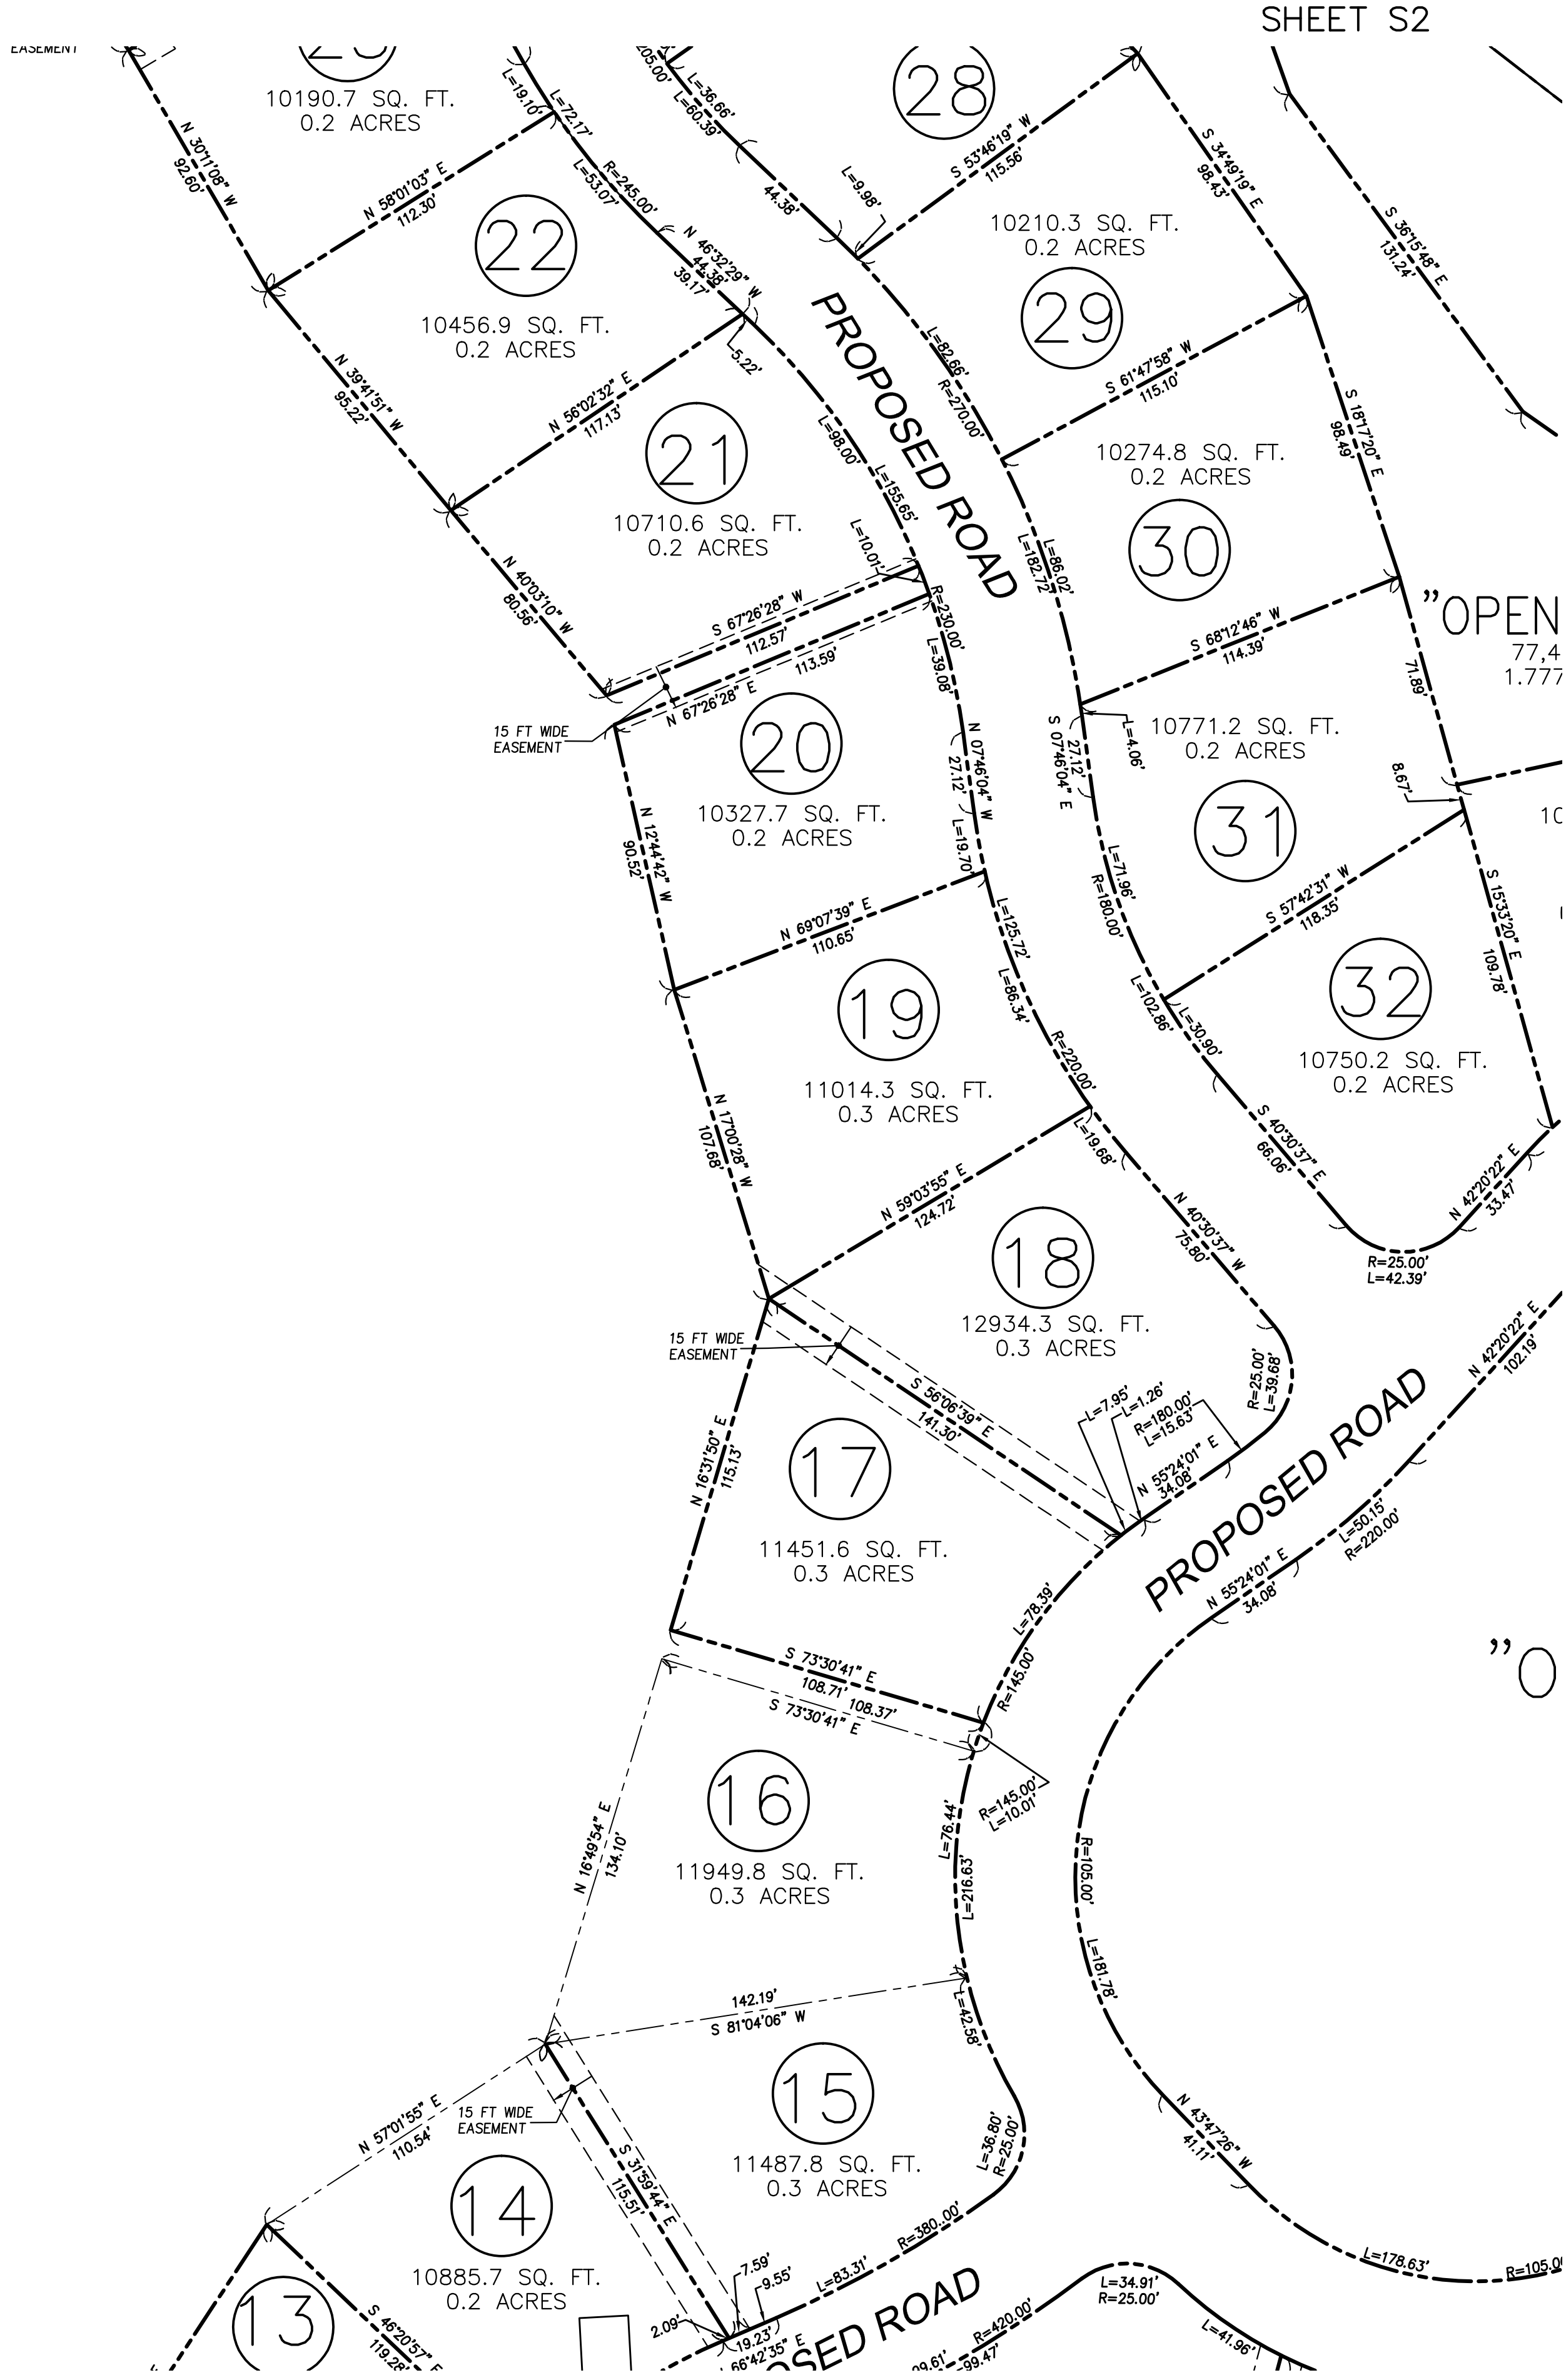 SHEET S2
EASEMENT
10190.7 SQ. FT.
0.2 ACRES
N 30°11'08" W
92.60'
N 58°01'03" E
112.30'
L=19.10'
L=72.17'
22
10456.9 SQ. FT.
0.2 ACRES
L=53.07'
R=245.00'
N 46°32'29" W
44.38'
39.17'
205.00'
L=36.66'
L=60.39'
44.38'
L=9.98'
28
S 53°46'19" W
115.56'
S 34°49'19" E
98.43'
S 36°15'48" E
131.24'
10210.3 SQ. FT.
0.2 ACRES
29
PROPOSED ROAD
L=82.66'
R=270.00'
S 61°47'58" W
115.10'
N 39°41'51" W
95.22'
N 56°02'32" E
117.13'
5.22'
21
10710.6 SQ. FT.
0.2 ACRES
L=98.00'
L=155.65'
L=10.01'
R=230.00'
L=39.08'
N 40°03'10" W
80.56'
S 67°26'28" W
112.57'
113.59'
N 67°26'28" E
15 FT WIDE
EASEMENT
10274.8 SQ. FT.
0.2 ACRES
30
S 18°17'20" E
98.49'
L=86.02'
L=182.72'
S 68°12'46" W
114.39'
"OPEN
77,4
1.777
71.89'
20
10327.7 SQ. FT.
0.2 ACRES
N 12°44'42" W
90.52'
N 07°46'04" W
27.12'
L=19.70'
S 07°46'04" E
27.12'
L=4.06'
10771.2 SQ. FT.
0.2 ACRES
31
8.67'
10
L=71.96'
R=180.00'
S 57°42'31" W
118.35'
S 15°33'20" E
109.78'
N 69°07'39" E
110.65'
L=125.72'
L=86.34'
19
11014.3 SQ. FT.
0.3 ACRES
R=220.00'
L=102.86'
L=30.90'
32
10750.2 SQ. FT.
0.2 ACRES
N 17°00'28" W
107.68'
S 40°30'37" E
66.06'
N 42°20'22" E
33.47'
R=25.00'
L=42.39'
N 59°03'55" E
124.72'
L=19.68'
N 40°30'37" W
75.80'
18
12934.3 SQ. FT.
0.3 ACRES
15 FT WIDE
EASEMENT
S 56°06'39" E
141.30'
R=25.00'
L=39.68'
L=7.95'
L=1.26'
R=180.00'
L=15.63'
N 55°24'01" E
34.08'
N 42°20'22" E
102.19'
PROPOSED ROAD
L=50.15'
R=220.00'
N 55°24'01" E
34.08'
17
11451.6 SQ. FT.
0.3 ACRES
N 16°31'50" E
115.13'
L=78.39'
R=145.00'
S 73°30'41" E
108.71' 108.37'
S 73°30'41" E
"O
R=145.00'
L=10.01'
16
11949.8 SQ. FT.
0.3 ACRES
N 16°49'54" E
134.10'
L=76.44'
L=216.63'
R=105.00'
L=181.78'
142.19'
S 81°04'06" W
L=42.58'
15
11487.8 SQ. FT.
0.3 ACRES
N 57°01'55" E
110.54'
15 FT WIDE
EASEMENT
S 31°59'44" E
115.51'
L=36.80'
R=25.00'
N 43°47'26" W
41.11'
14
10885.7 SQ. FT.
0.2 ACRES
R=380.00'
L=83.31'
7.59'
9.55'
2.09'
19.23'
66°42'35" E
OSED ROAD
L=178.63'
R=105.0
L=34.91'
R=25.00'
R=420.00'
09.61'
=99.47'
L=41.96'
13
S 46°20'57" E
119.28'